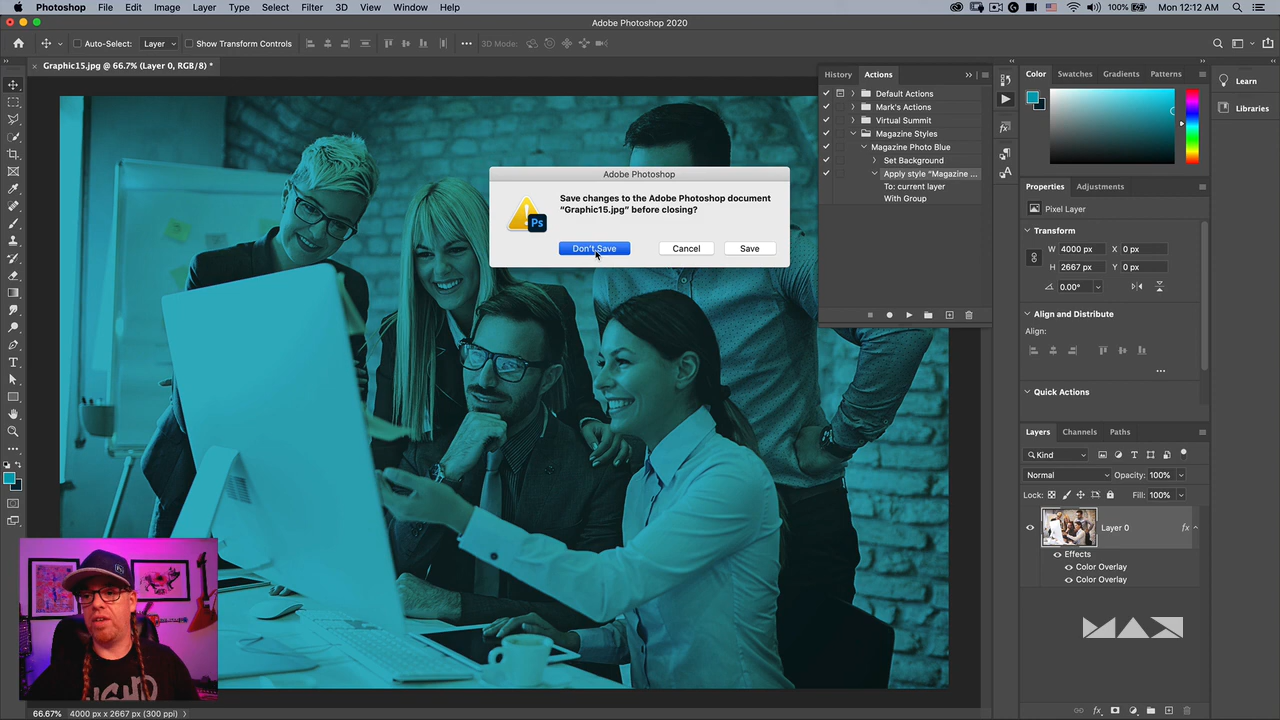 Photoshop File Edit Image Layer Type Select Filter 3D View Window Help 100% Mon 12:12 AM
Adobe Photoshop 2020
Auto-Select: Layer Show Transform Controls 3D Mode:
Graphic15.jpg @ 66.7% (Layer 0, RGB/8) *
History Actions
Default Actions
Mark's Actions
Virtual Summit
Magazine Styles
Magazine Photo Blue
Set Background
Apply style “Magazine ...
To: current layer
With Group
Adobe Photoshop
Save changes to the Adobe Photoshop document
“Graphic15.jpg” before closing?
Ps
Don't Save Cancel Save
Color Swatches Gradients Patterns
Learn
Libraries
Properties Adjustments
Pixel Layer
Transform
W 4000 px X 0 px
H 2667 px Y 0 px
0.00°
Align and Distribute
Align:
Quick Actions
Layers Channels Paths
Kind
Normal Opacity: 100%
Lock: Fill: 100%
Layer 0 fx
Effects
Color Overlay
Color Overlay
MAX
66.67% 4000 px x 2667 px (300 ppi)